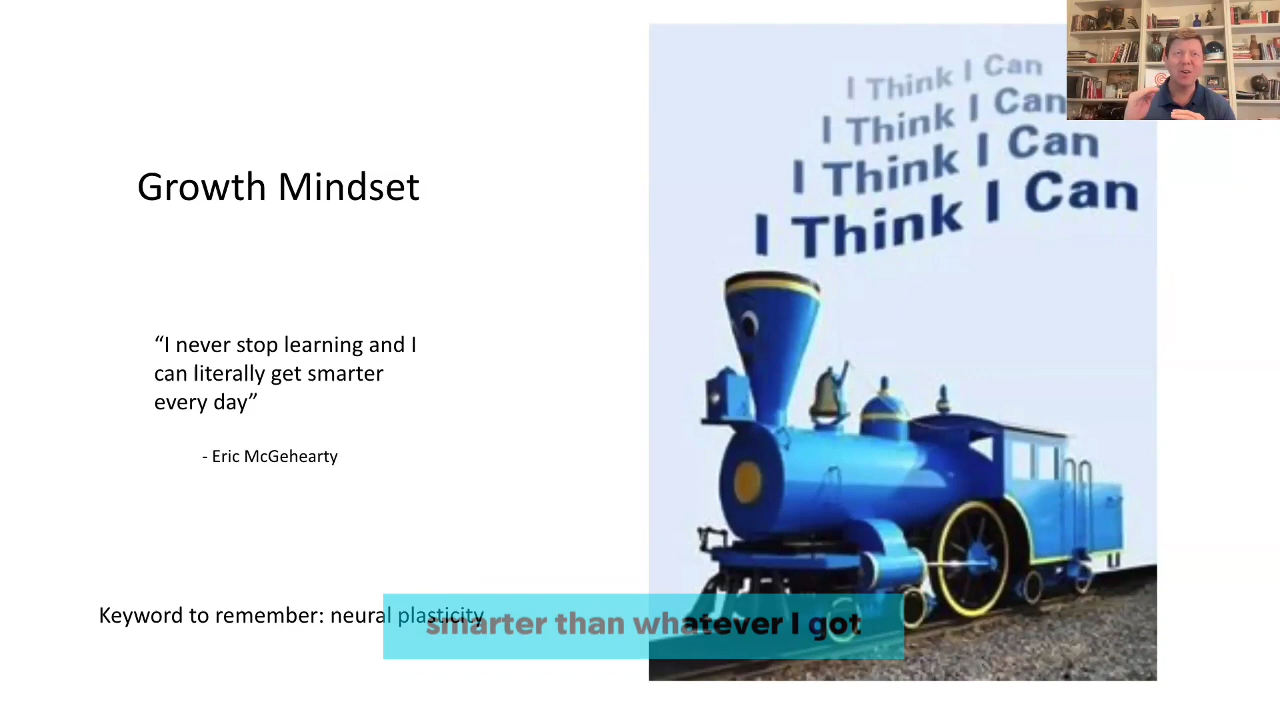 Growth Mindset
“I never stop learning and I
can literally get smarter
every day”
- Eric McGehearty
Keyword to remember: neural plasticity
I Think I Can
I Think I Can
I Think I Can
I Think I Can
smarter than whatever I got